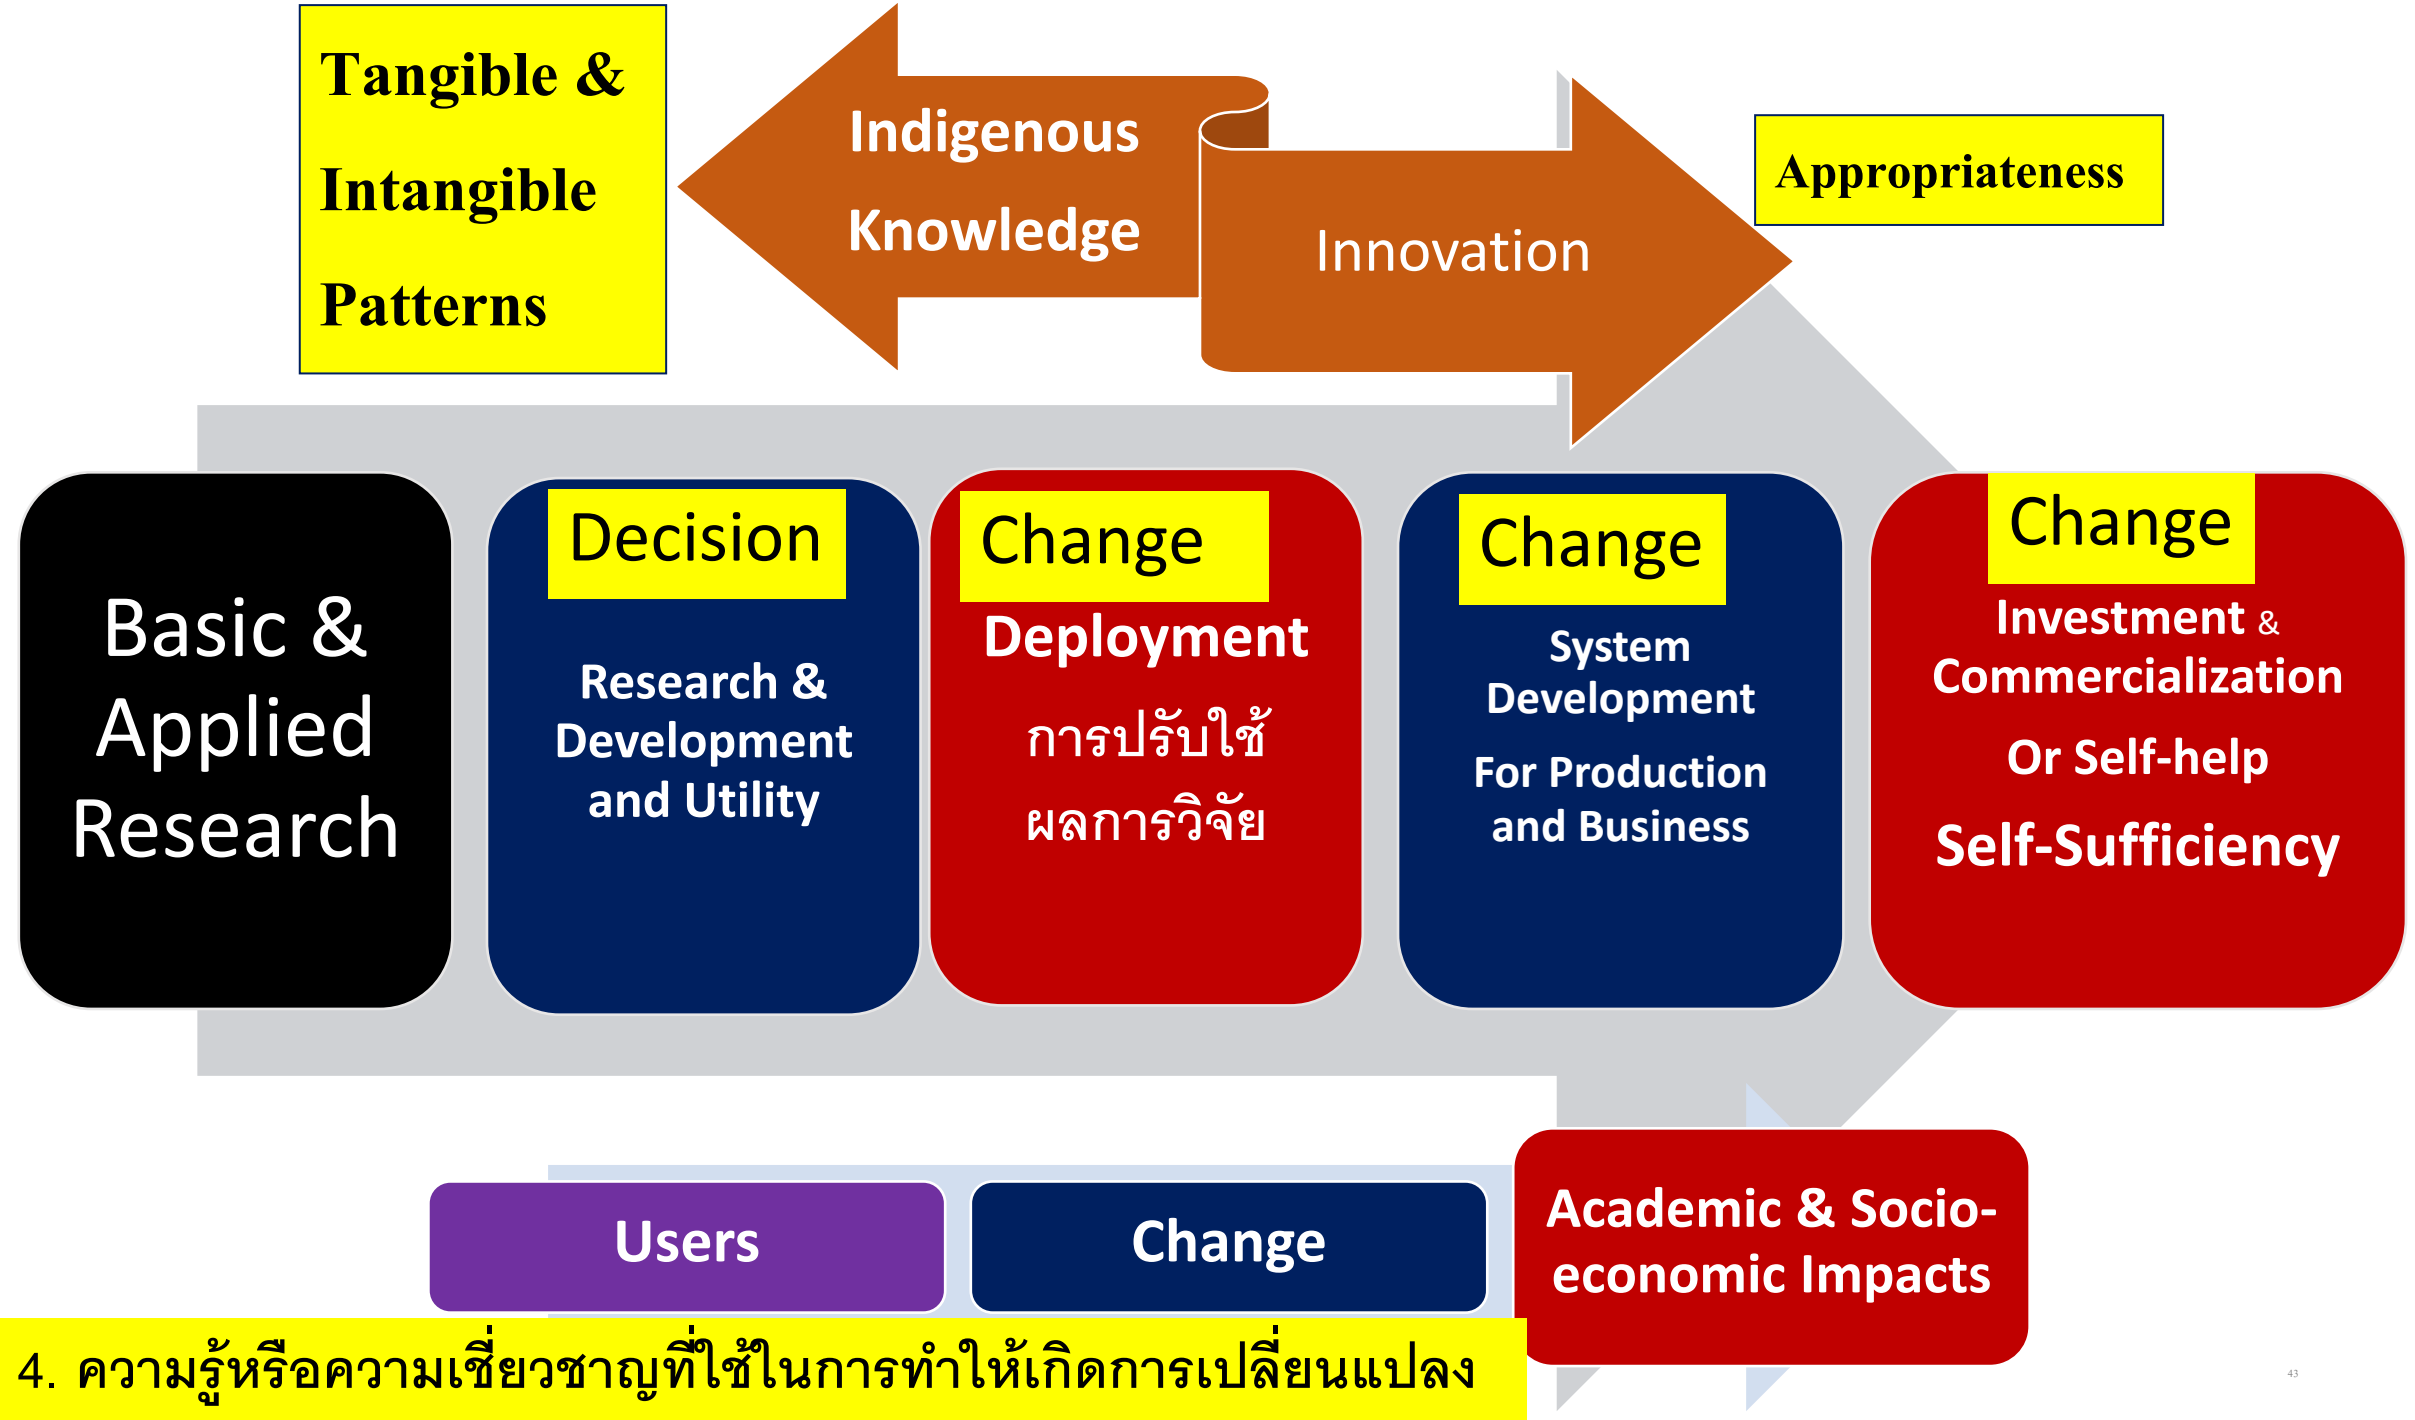 Tangible &
Intangible
Patterns
Indigenous
Knowledge
Innovation
Appropriateness
Basic &
Applied
Research
Decision
Research &
Development
and Utility
Change
Deployment
การปรับใช้
ผลการวิจัย
Change
System
Development
For Production
and Business
Change
Investment &
Commercialization
Or Self-help
Self-Sufficiency
Users
Change
Academic & Socio-
economic Impacts
4. ความรู้หรือความเชี่ยวชาญที่ใช้ในการทำให้เกิดการเปลี่ยนแปลง
43